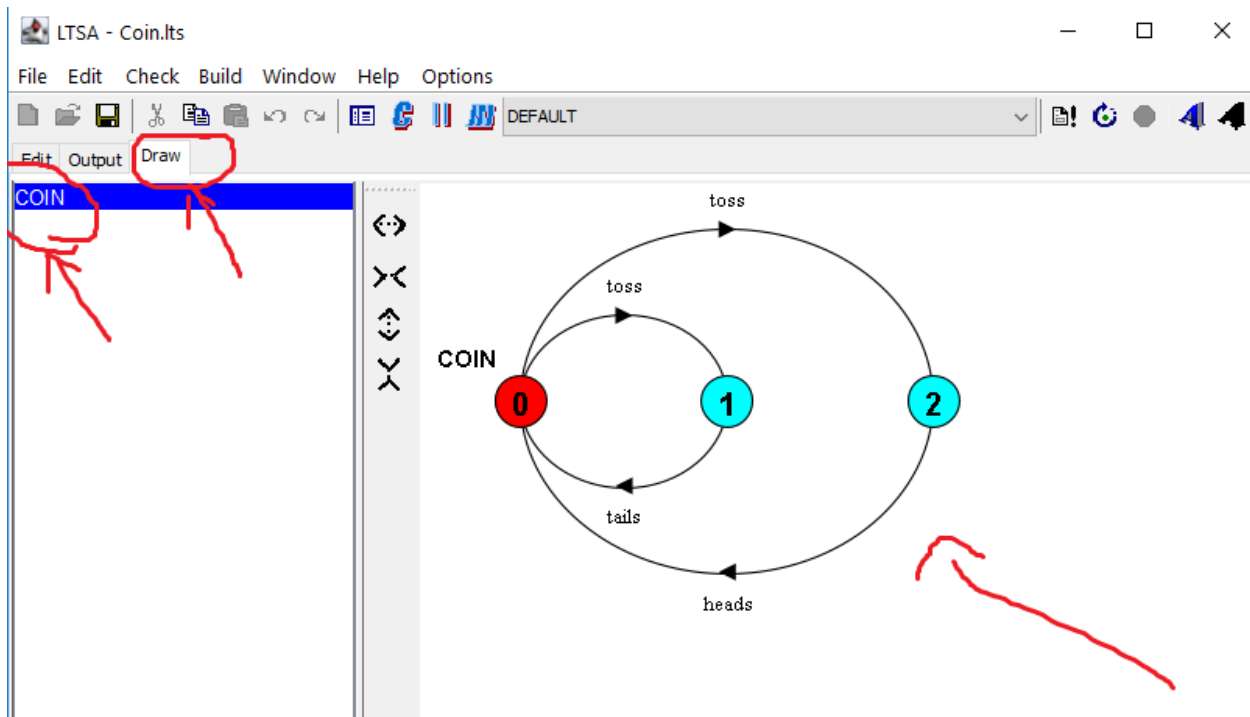 LTSA - Coin.lts
File Edit Check Build Window Help Options
DEFAULT
Edit Output Draw
COIN
toss
toss
COIN
0 1 2
tails
heads